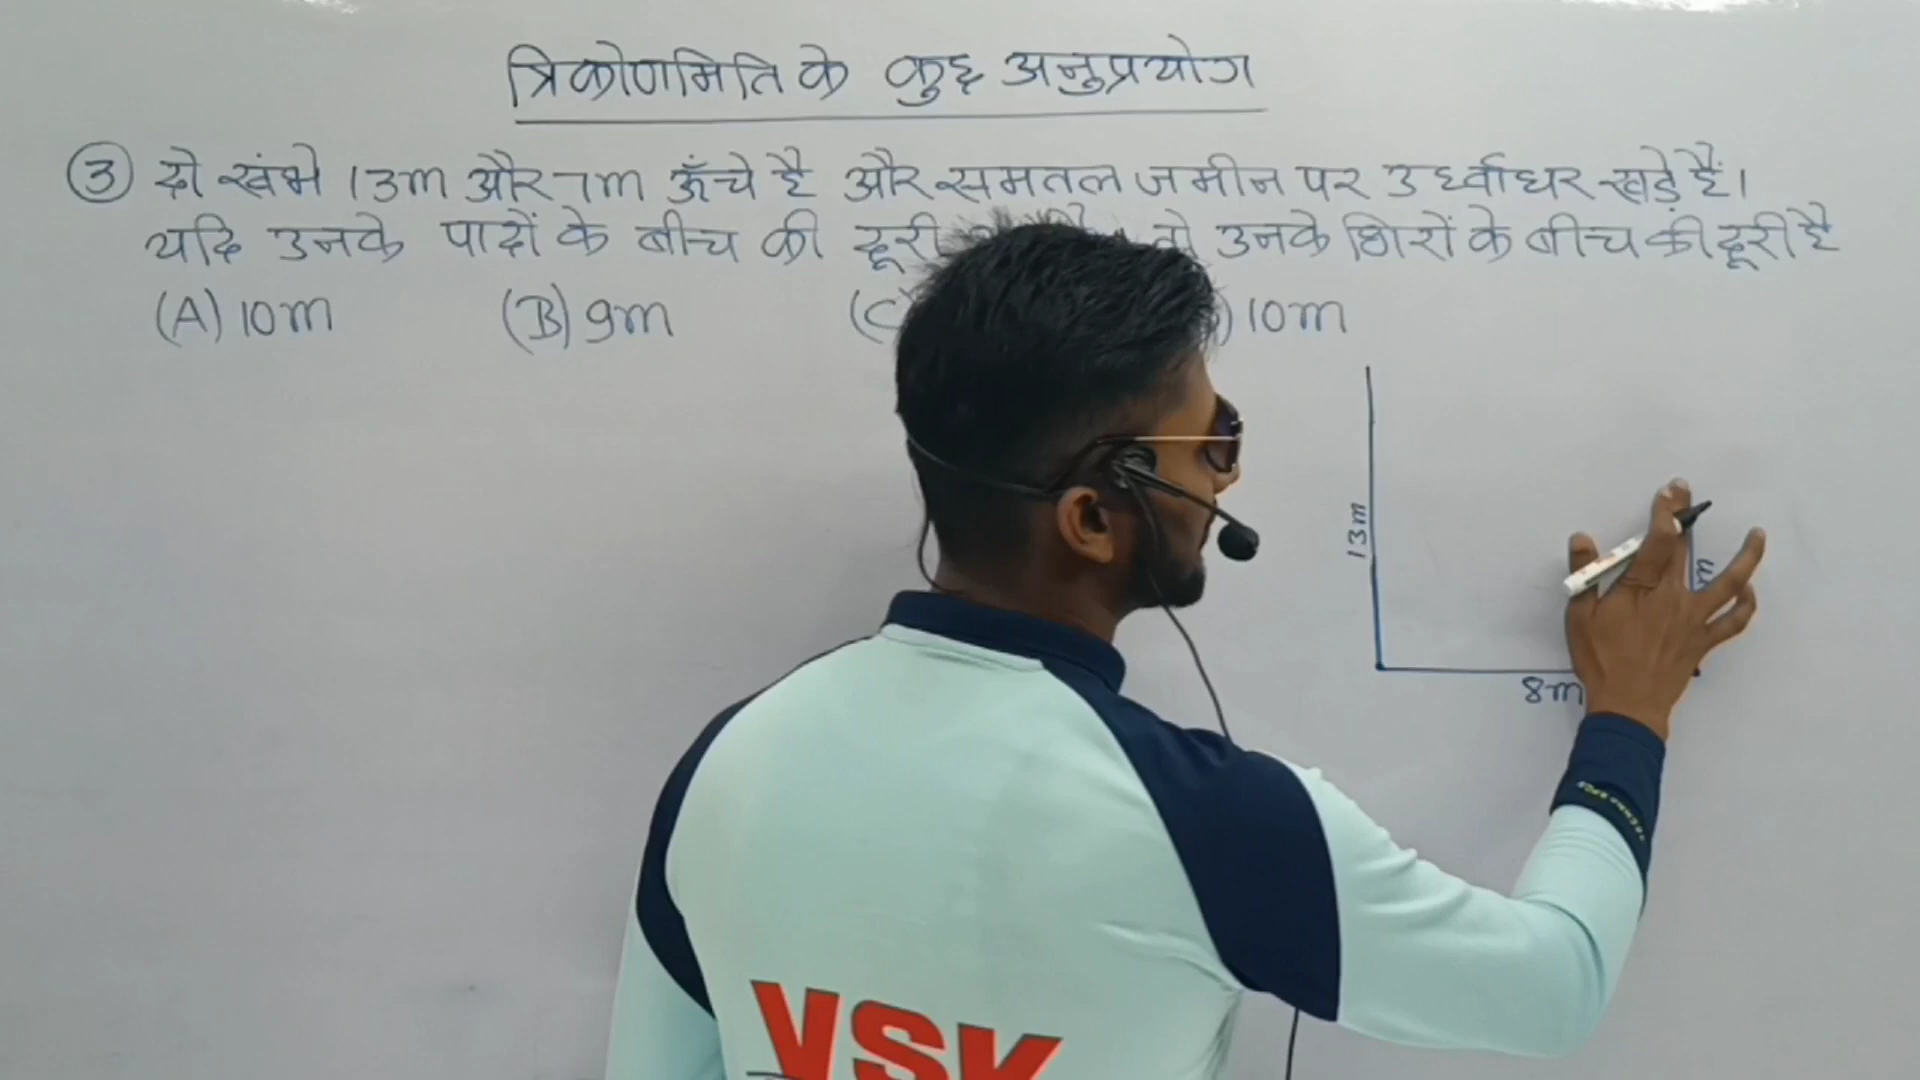 त्रिकोणमिति के कुछ अनुप्रयोग
③ दो खंभे 13m और 7m ऊँचे है और समतल जमीन पर उर्ध्वाधर खड़े हैं।
यदि उनके पादों के बीच की दूरी उनके शिरों के बीच की दूरी है
(A) 10m (B) 9m (C) 10m
13m
8m
VSK